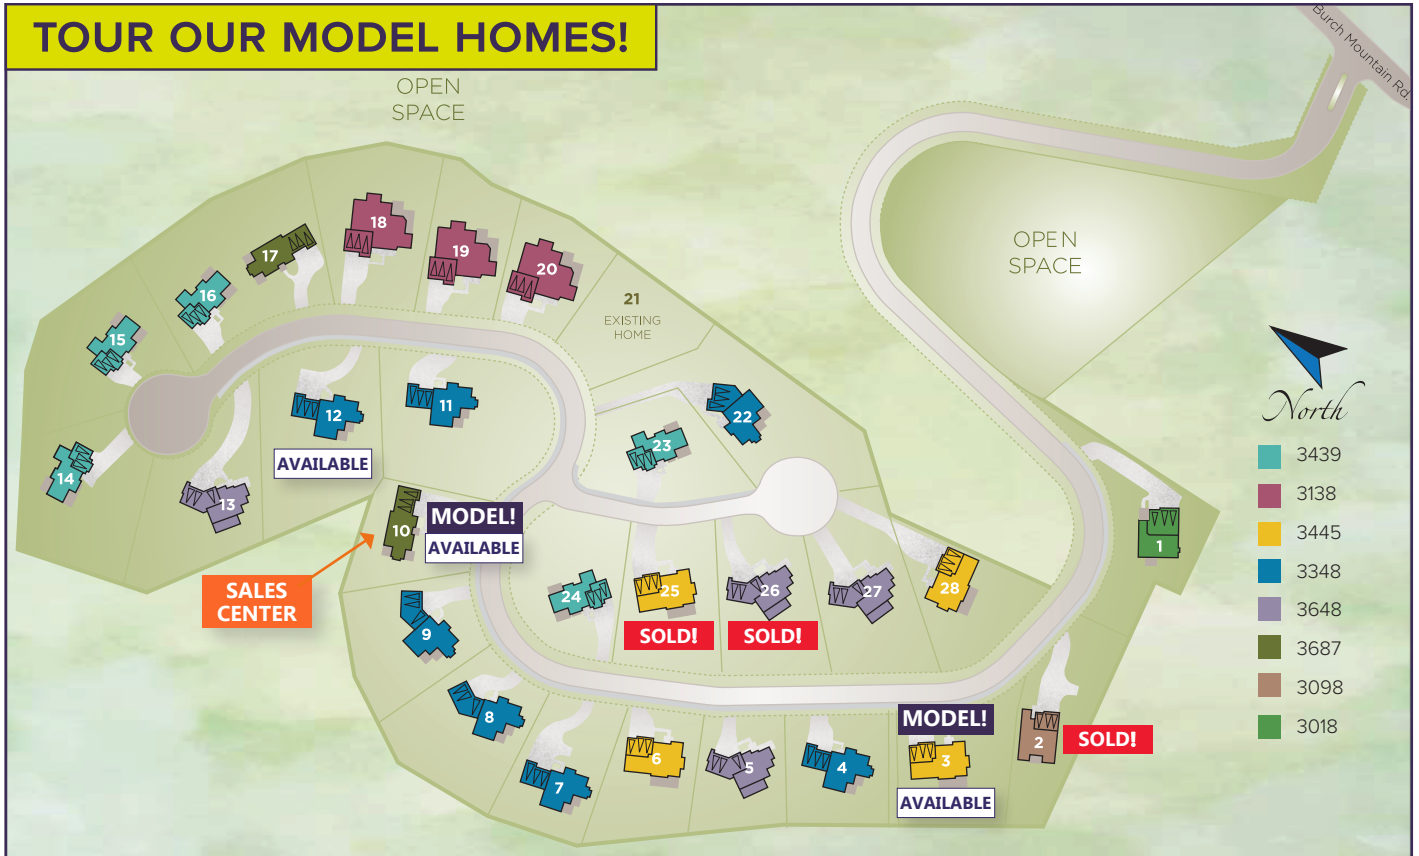 TOUR OUR MODEL HOMES!
OPEN
SPACE
Burch Mountain Rd.
OPEN
SPACE
18
19
20
17
16
15
21
EXISTING
HOME
North
12
11
22
23
AVAILABLE
14
13
10
MODEL!
AVAILABLE
SALES
CENTER
1
24
25
26
27
28
SOLD!
SOLD!
9
8
7
6
5
4
MODEL!
3
AVAILABLE
2
SOLD!
3439
3138
3445
3348
3648
3687
3098
3018